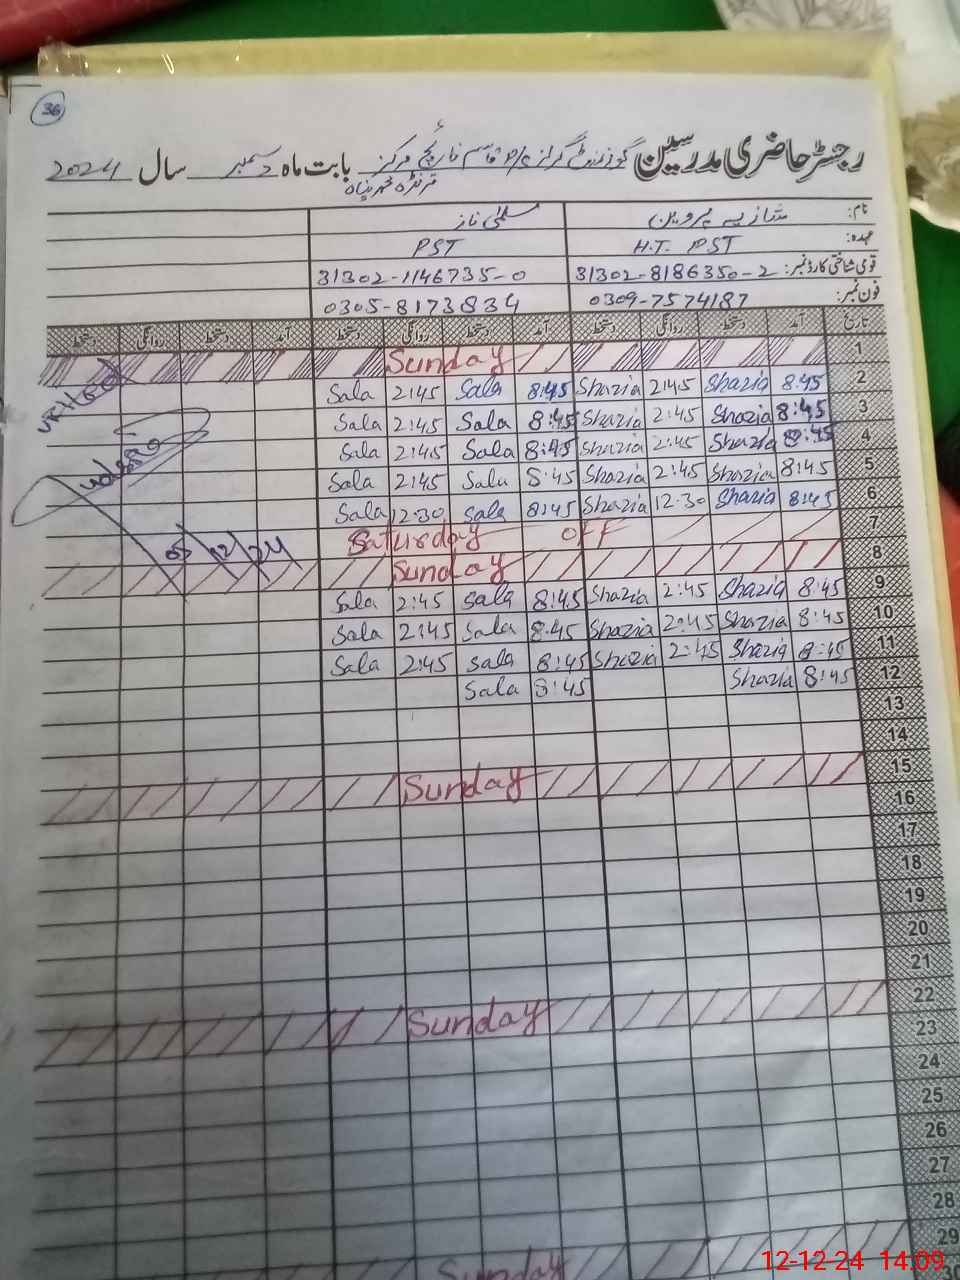 36
رجسٹر حاضری مدرسین گورنمنٹ گرلز p/s قاسم فارم مرکز بابت ماہ دسمبر سال 2024
ترنڈہ محمد پناہ
نام: شازیہ پروین سلمیٰ ناز
عہدہ: H.T. PST PST
قومی شناختی کارڈ نمبر: 31302-8186350-2 31302-1146735-0
فون نمبر: 0309-7574187 0305-8173834
تاریخ آمد دستخط روانگی دستخط آمد دستخط روانگی دستخط آمد دستخط روانگی دستخط
1 Sunday
2 8:45 Shazia 2:45 Shazia 8:45 Sala 2:45 Sala
3 8:45 Shazia 2:45 Shazia 8:45 Sala 2:45 Sala
4 8:45 Shazia 2:45 Shazia 8:45 Sala 2:45 Sala
5 8:45 Shazia 2:45 Shazia 8:45 Sala 2:45 Sala
6 8:45 Shazia 12:30 Shazia 8:45 Sala 12:30 Sala
7 Saturday OFF
8 Sunday
9 8:45 Shazia 2:45 Shazia 8:45 Sala 2:45 Sala
10 8:45 Shazia 2:45 Shazia 8:45 Sala 2:45 Sala
11 8:45 Shazia 2:45 Shazia 8:45 Sala 2:45 Sala
12 8:45 Shazia 8:45 Sala
13
14
15 Sunday
16
17
18
19
20
21
22 Sunday
23
24
25
26
27
28
29 Sunday
30
05/12/24
12-12-24 14:09